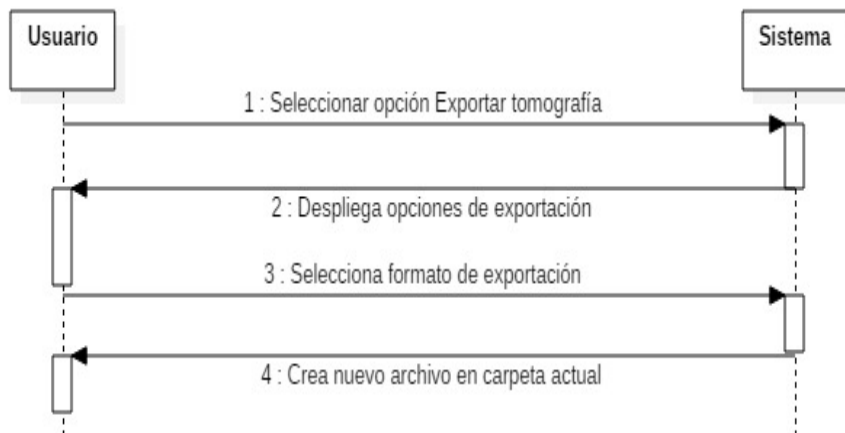 Usuario
Sistema
1 : Seleccionar opción Exportar tomografía
2 : Despliega opciones de exportación
3 : Selecciona formato de exportación
4 : Crea nuevo archivo en carpeta actual